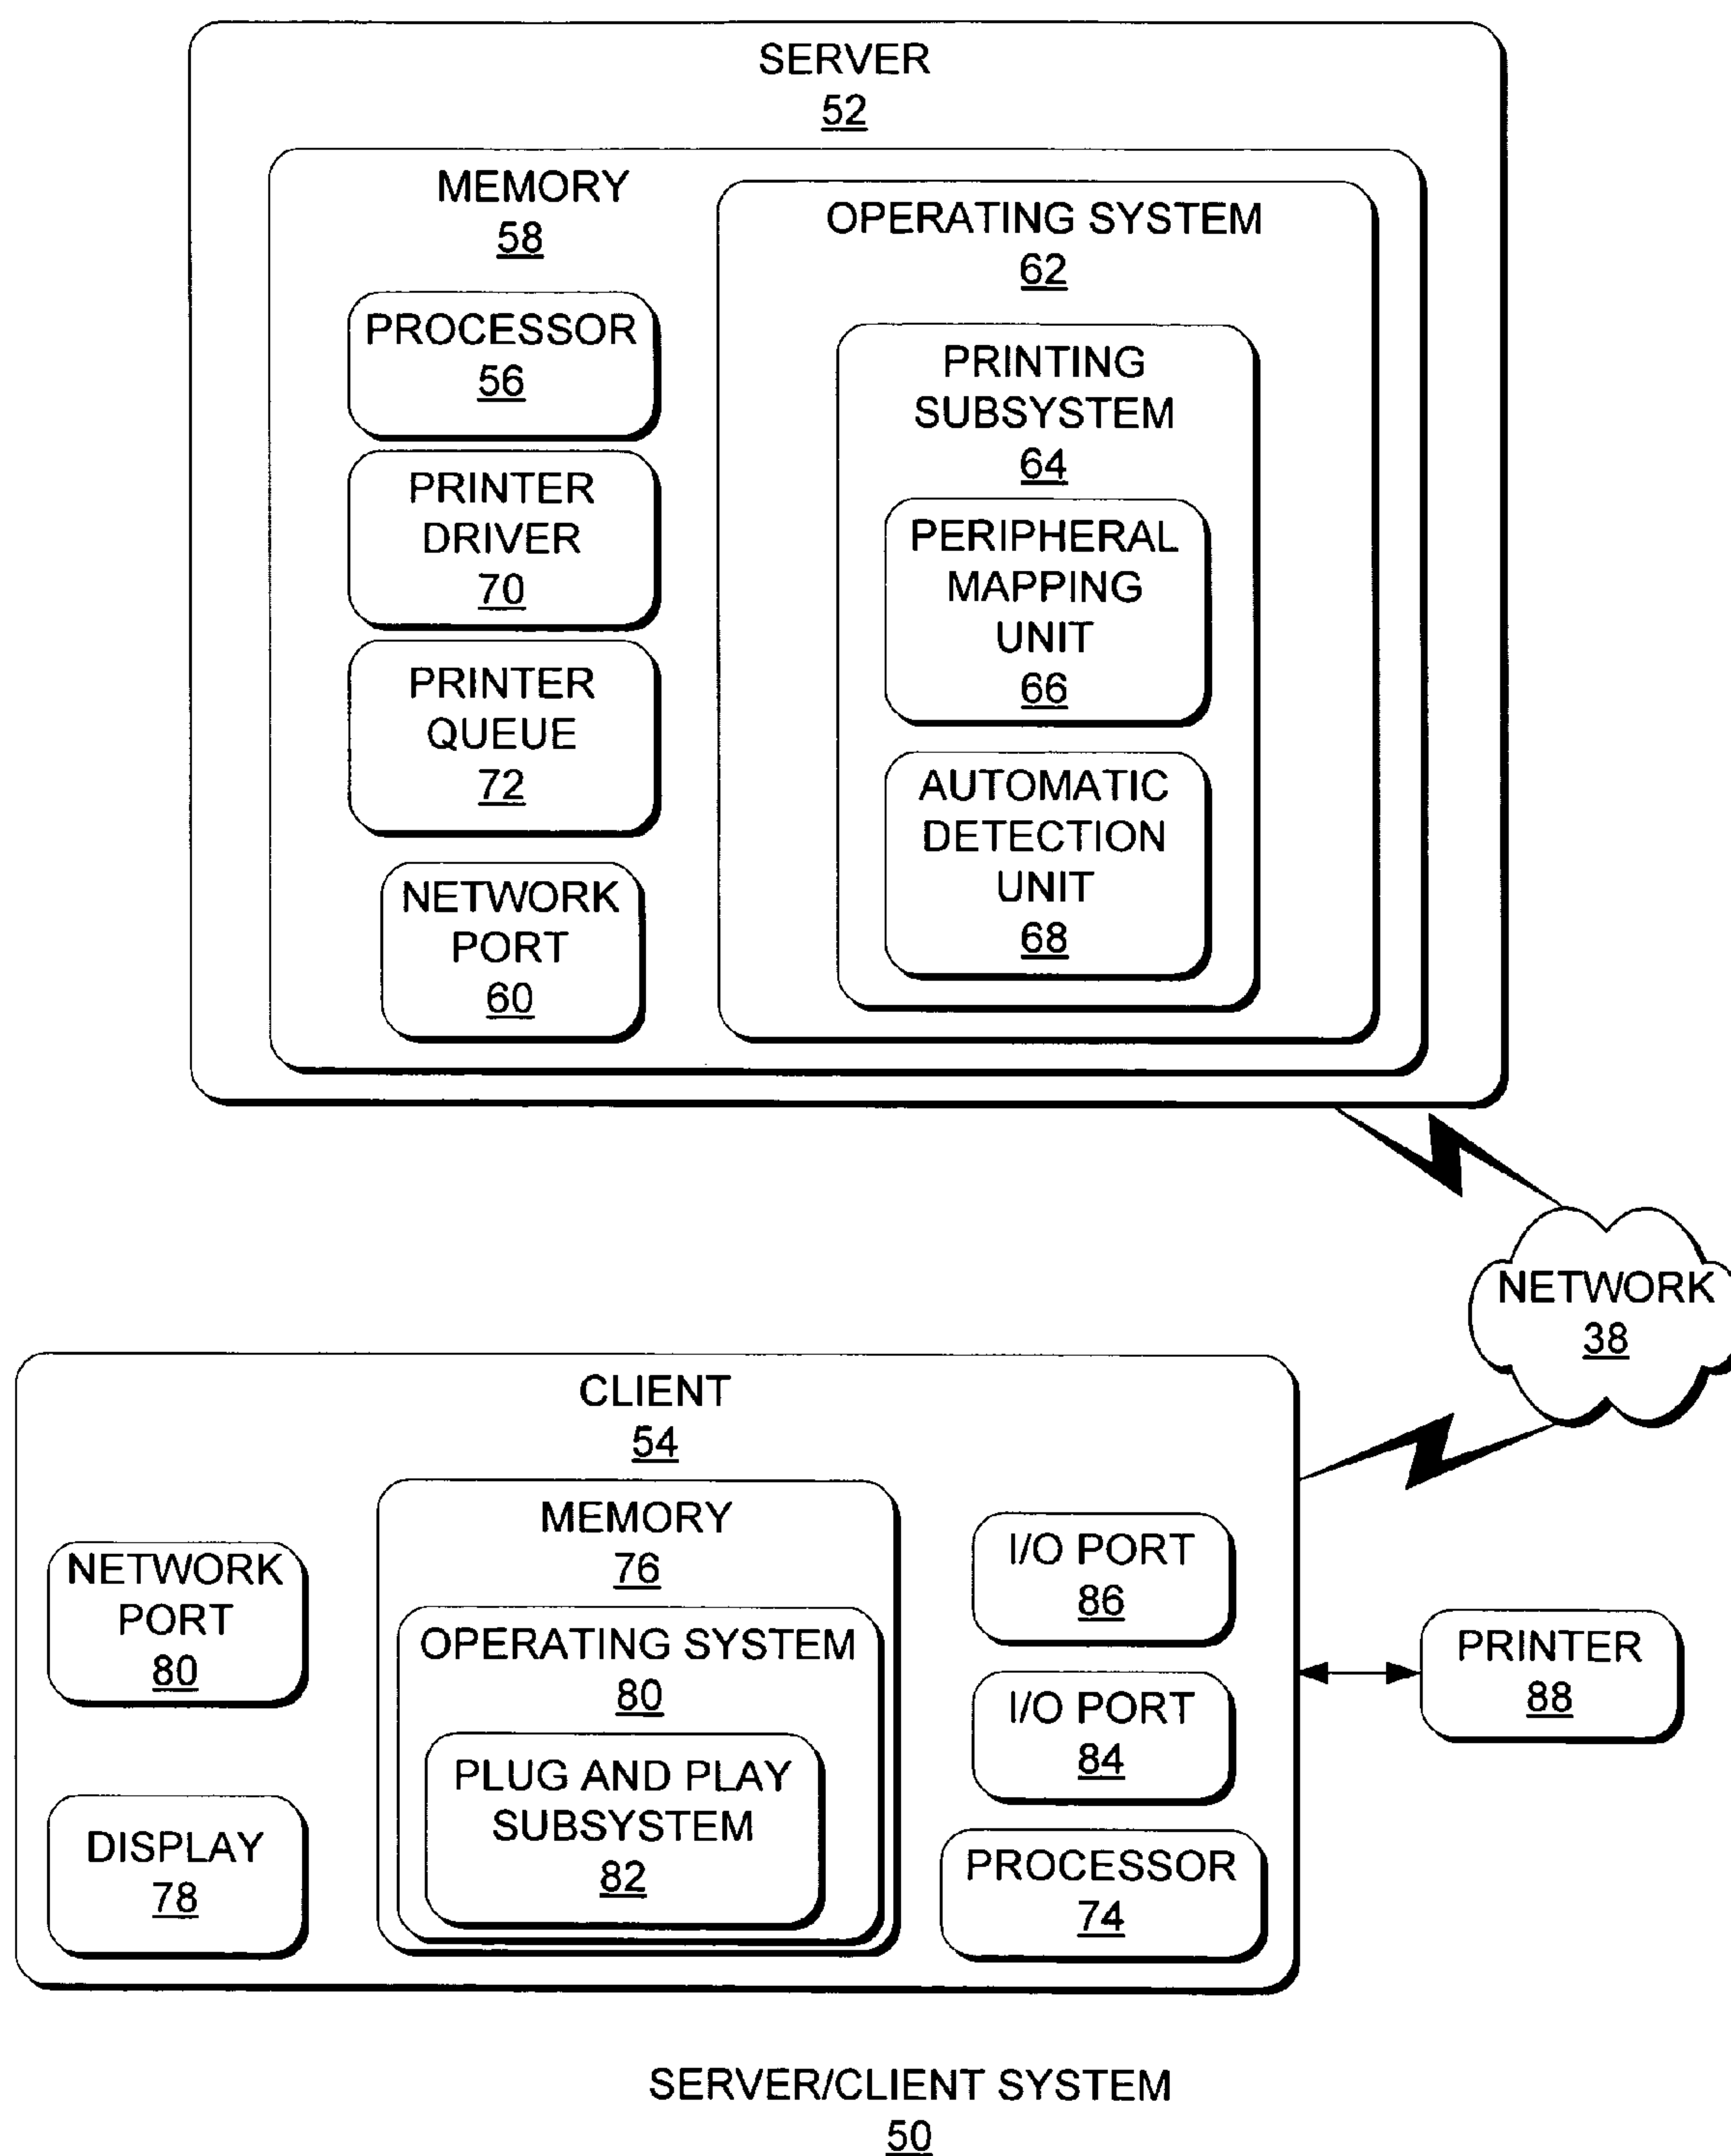 SERVER
52
MEMORY
58
PROCESSOR
56
PRINTER
DRIVER
70
PRINTER
QUEUE
72
NETWORK
PORT
60
OPERATING SYSTEM
62
PRINTING
SUBSYSTEM
64
PERIPHERAL
MAPPING
UNIT
66
AUTOMATIC
DETECTION
UNIT
68
NETWORK
38
CLIENT
54
NETWORK
PORT
80
DISPLAY
78
MEMORY
76
OPERATING SYSTEM
80
PLUG AND PLAY
SUBSYSTEM
82
I/O PORT
86
I/O PORT
84
PROCESSOR
74
PRINTER
88
SERVER/CLIENT SYSTEM
50